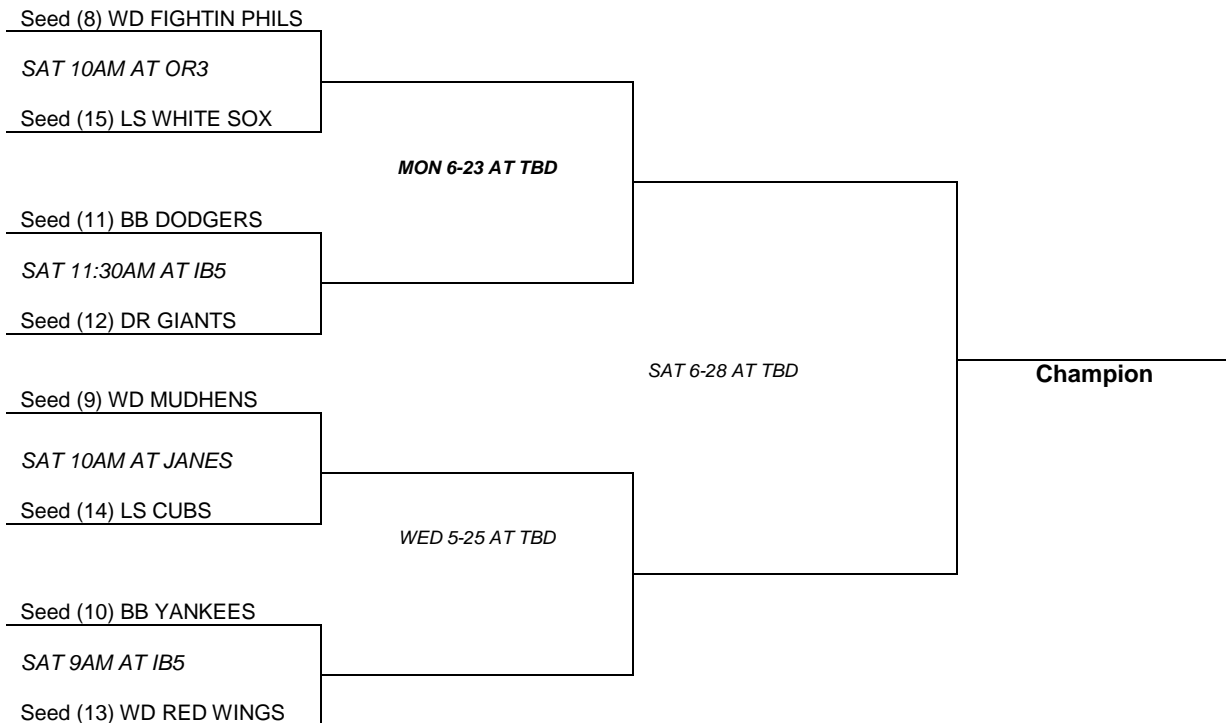 Seed (8) WD FIGHTIN PHILS
SAT 10AM AT OR3
Seed (15) LS WHITE SOX
MON 6-23 AT TBD
Seed (11) BB DODGERS
SAT 11:30AM AT IB5
Seed (12) DR GIANTS
SAT 6-28 AT TBD
Champion
Seed (9) WD MUDHENS
SAT 10AM AT JANES
Seed (14) LS CUBS
WED 5-25 AT TBD
Seed (10) BB YANKEES
SAT 9AM AT IB5
Seed (13) WD RED WINGS